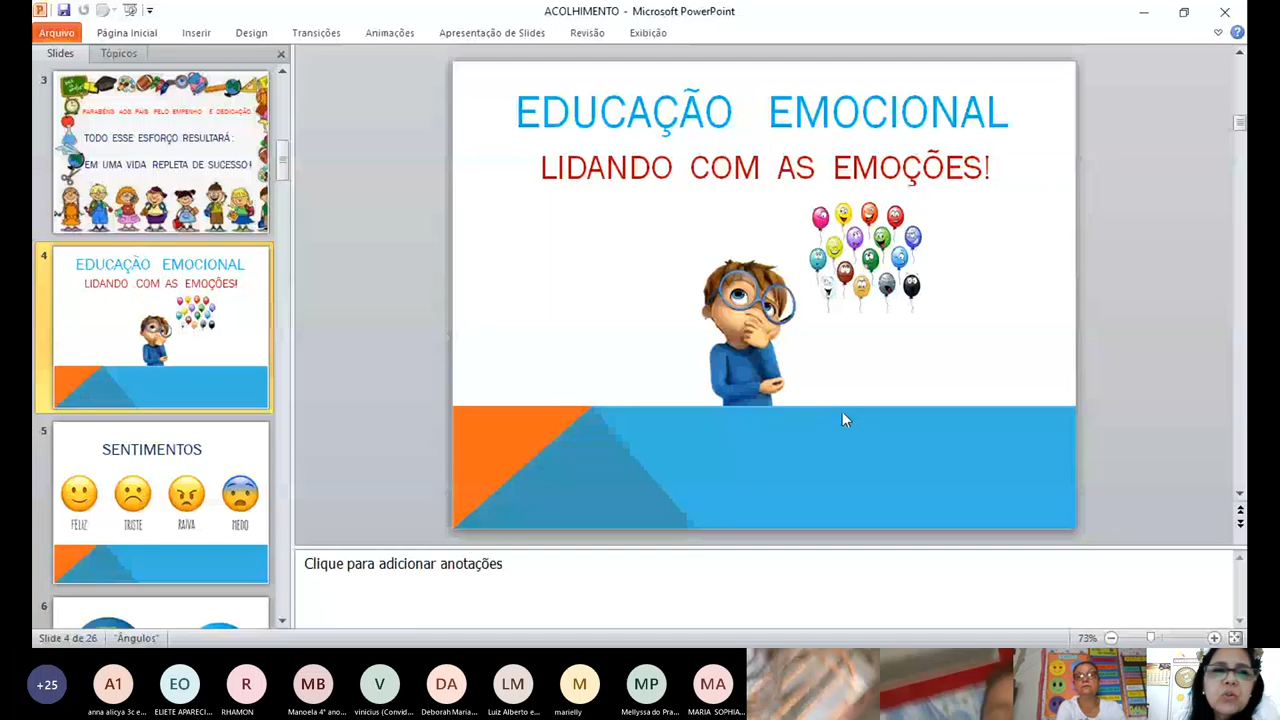 ACOLHIMENTO - Microsoft PowerPoint
Arquivo Página Inicial Inserir Design Transições Animações Apresentação de Slides Revisão Exibição
Slides Tópicos
3
PARABÉNS AOS PAIS PELO EMPENHO E DEDICAÇÃO
TODO ESSE ESFORÇO RESULTARÁ:
EM UMA VIDA REPLETA DE SUCESSO!
4
EDUCAÇÃO EMOCIONAL
LIDANDO COM AS EMOÇÕES!
5
SENTIMENTOS
FELIZ TRISTE RAIVA MEDO
6
EDUCAÇÃO EMOCIONAL
LIDANDO COM AS EMOÇÕES!
Clique para adicionar anotações
Slide 4 de 26 "Ângulos" 73%
+25 A1 EO R MB V DA LM M MP MA
anna alicya 3c e... ELIETE APARECI... RHAMON Manoela 4° ano... vinicius (Convid... Deborah Maria... Luiz Alberto e... marielly Mellyssa do Pra... MARIA SOPHIA...